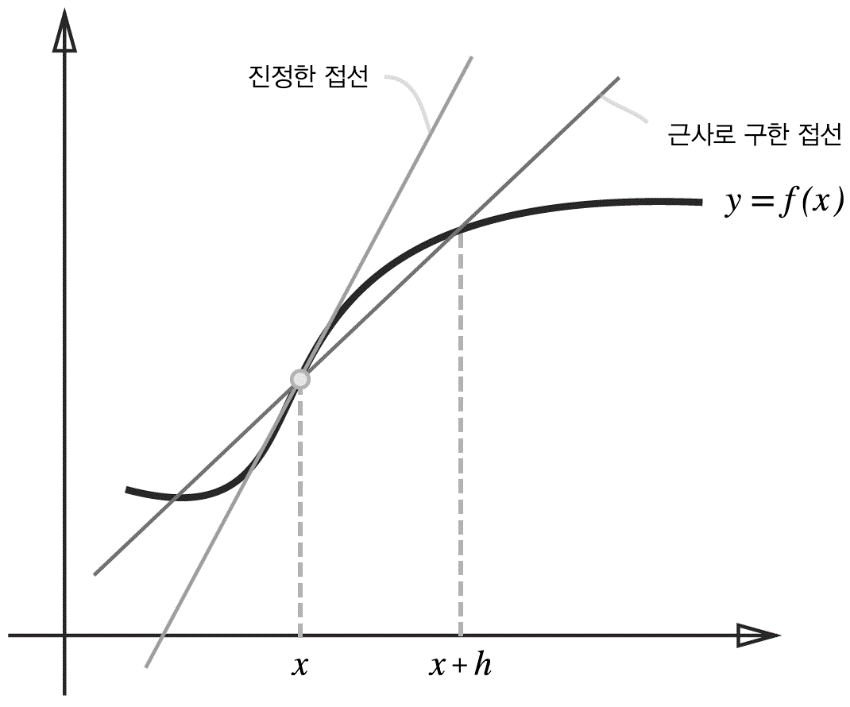 진정한 접선
근사로 구한 접선
y = f(x)
x
x + h